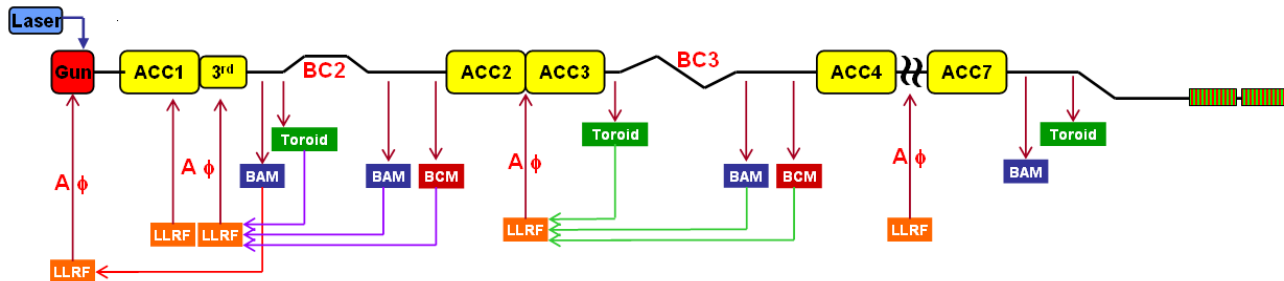 Laser
Gun
ACC1
3rd
BC2
ACC2
ACC3
BC3
ACC4
ACC7
Toroid
Toroid
Toroid
A ϕ
A ϕ
A ϕ
A ϕ
BAM
BAM
BCM
BAM
BCM
BAM
LLRF
LLRF
LLRF
LLRF
LLRF